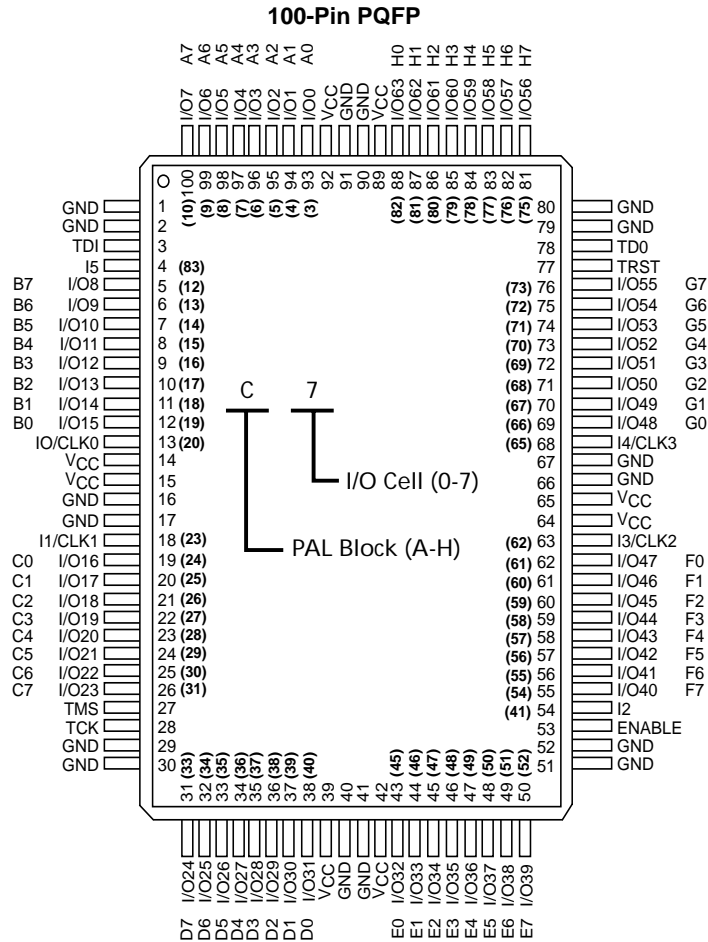 100-Pin PQFP
A7 A6 A5 A4 A3 A2 A1 A0 H0 H1 H2 H3 H4 H5 H6 H7
I/O7 I/O6 I/O5 I/O4 I/O3 I/O2 I/O1 I/O0 VCC GND GND VCC I/O63 I/O62 I/O61 I/O60 I/O59 I/O58 I/O57 I/O56
100 99 98 97 96 95 94 93 92 91 90 89 88 87 86 85 84 83 82 81
(10) (9) (8) (7) (6) (5) (4) (3) (82) (81) (80) (79) (78) (77) (76) (75)
GND 1 80 GND
GND 2 79 GND
TDI 3 78 TD0
I5 4 (83) 77 TRST
B7 I/O8 5 (12) (73) 76 I/O55 G7
B6 I/O9 6 (13) (72) 75 I/O54 G6
B5 I/O10 7 (14) (71) 74 I/O53 G5
B4 I/O11 8 (15) (70) 73 I/O52 G4
B3 I/O12 9 (16) (69) 72 I/O51 G3
B2 I/O13 10 (17) C 7 (68) 71 I/O50 G2
B1 I/O14 11 (18) (67) 70 I/O49 G1
B0 I/O15 12 (19) (66) 69 I/O48 G0
IO/CLK0 13 (20) (65) 68 I4/CLK3
VCC 14 67 GND
VCC 15 I/O Cell (0-7) 66 GND
GND 16 65 VCC
GND 17 64 VCC
I1/CLK1 18 (23) PAL Block (A-H) (62) 63 I3/CLK2
C0 I/O16 19 (24) (61) 62 I/O47 F0
C1 I/O17 20 (25) (60) 61 I/O46 F1
C2 I/O18 21 (26) (59) 60 I/O45 F2
C3 I/O19 22 (27) (58) 59 I/O44 F3
C4 I/O20 23 (28) (57) 58 I/O43 F4
C5 I/O21 24 (29) (56) 57 I/O42 F5
C6 I/O22 25 (30) (55) 56 I/O41 F6
C7 I/O23 26 (31) (54) 55 I/O40 F7
TMS 27 (41) 54 I2
TCK 28 53 ENABLE
GND 29 52 GND
GND 30 51 GND
(33) (34) (35) (36) (37) (38) (39) (40) (45) (46) (47) (48) (49) (50) (51) (52)
31 32 33 34 35 36 37 38 39 40 41 42 43 44 45 46 47 48 49 50
I/O24 I/O25 I/O26 I/O27 I/O28 I/O29 I/O30 I/O31 VCC GND GND VCC I/O32 I/O33 I/O34 I/O35 I/O36 I/O37 I/O38 I/O39
D7 D6 D5 D4 D3 D2 D1 D0 E0 E1 E2 E3 E4 E5 E6 E7